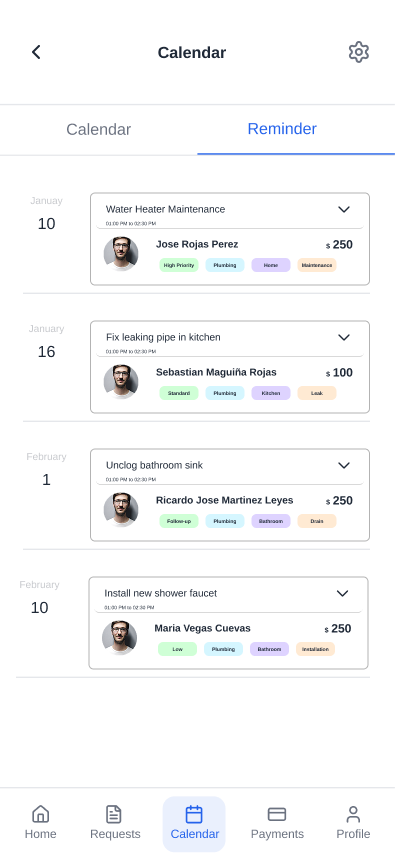 Calendar
Calendar Reminder
Januay
10
Water Heater Maintenance
01:00 PM to 02:30 PM
Jose Rojas Perez $ 250
High Priority Plumbing Home Maintenance
January
16
Fix leaking pipe in kitchen
01:00 PM to 02:30 PM
Sebastian Maguiña Rojas $ 100
Standard Plumbing Kitchen Leak
February
1
Unclog bathroom sink
01:00 PM to 02:30 PM
Ricardo Jose Martinez Leyes $ 250
Follow-up Plumbing Bathroom Drain
February
10
Install new shower faucet
01:00 PM to 02:30 PM
Maria Vegas Cuevas $ 250
Low Plumbing Bathroom Installation
Home Requests Calendar Payments Profile